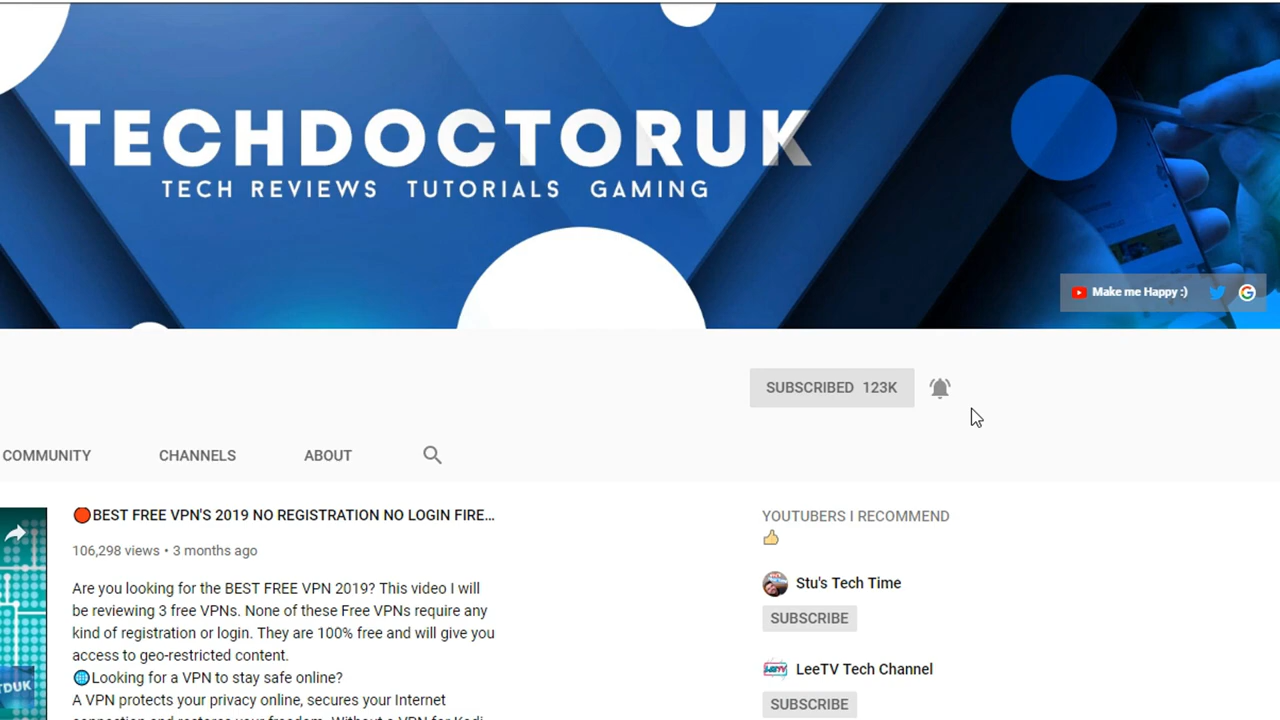 TECHDOCTORUK
TECH REVIEWS TUTORIALS GAMING
Make me Happy :)
SUBSCRIBED 123K
COMMUNITY CHANNELS ABOUT
BEST FREE VPN'S 2019 NO REGISTRATION NO LOGIN FIRE...
106,298 views • 3 months ago
Are you looking for the BEST FREE VPN 2019? This video I will
be reviewing 3 free VPNs. None of these Free VPNs require any
kind of registration or login. They are 100% free and will give you
access to geo-restricted content.
Looking for a VPN to stay safe online?
A VPN protects your privacy online, secures your Internet
YOUTUBERS I RECOMMEND
Stu's Tech Time
SUBSCRIBE
LeeTV Tech Channel
SUBSCRIBE
TDUK